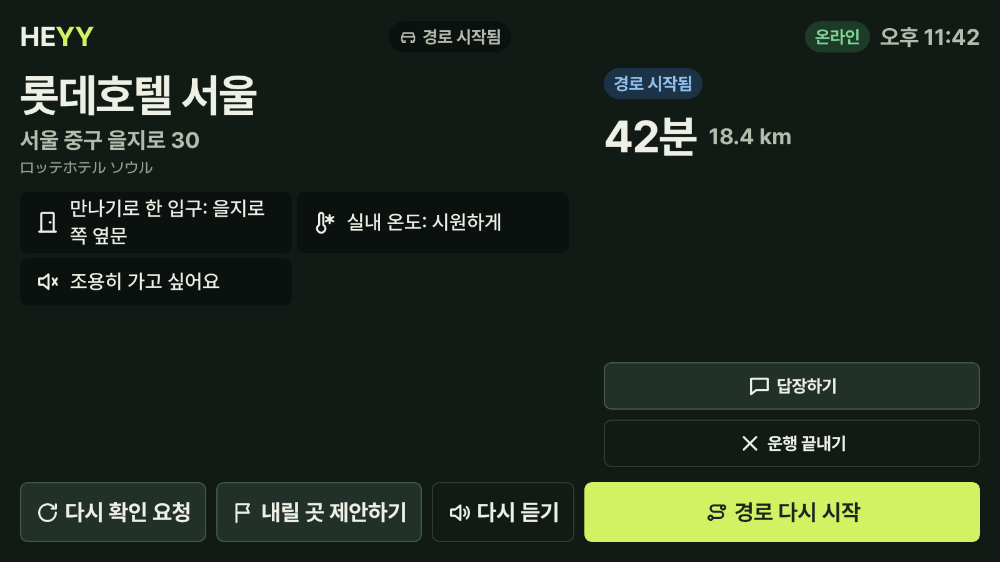 HEYY
경로 시작됨
온라인
오후 11:42
롯데호텔 서울
서울 중구 을지로 30
ロッテホテル ソウル
만나기로 한 입구: 을지로
쪽 옆문
실내 온도: 시원하게
조용히 가고 싶어요
경로 시작됨
42분 18.4 km
답장하기
운행 끝내기
다시 확인 요청
내릴 곳 제안하기
다시 듣기
경로 다시 시작